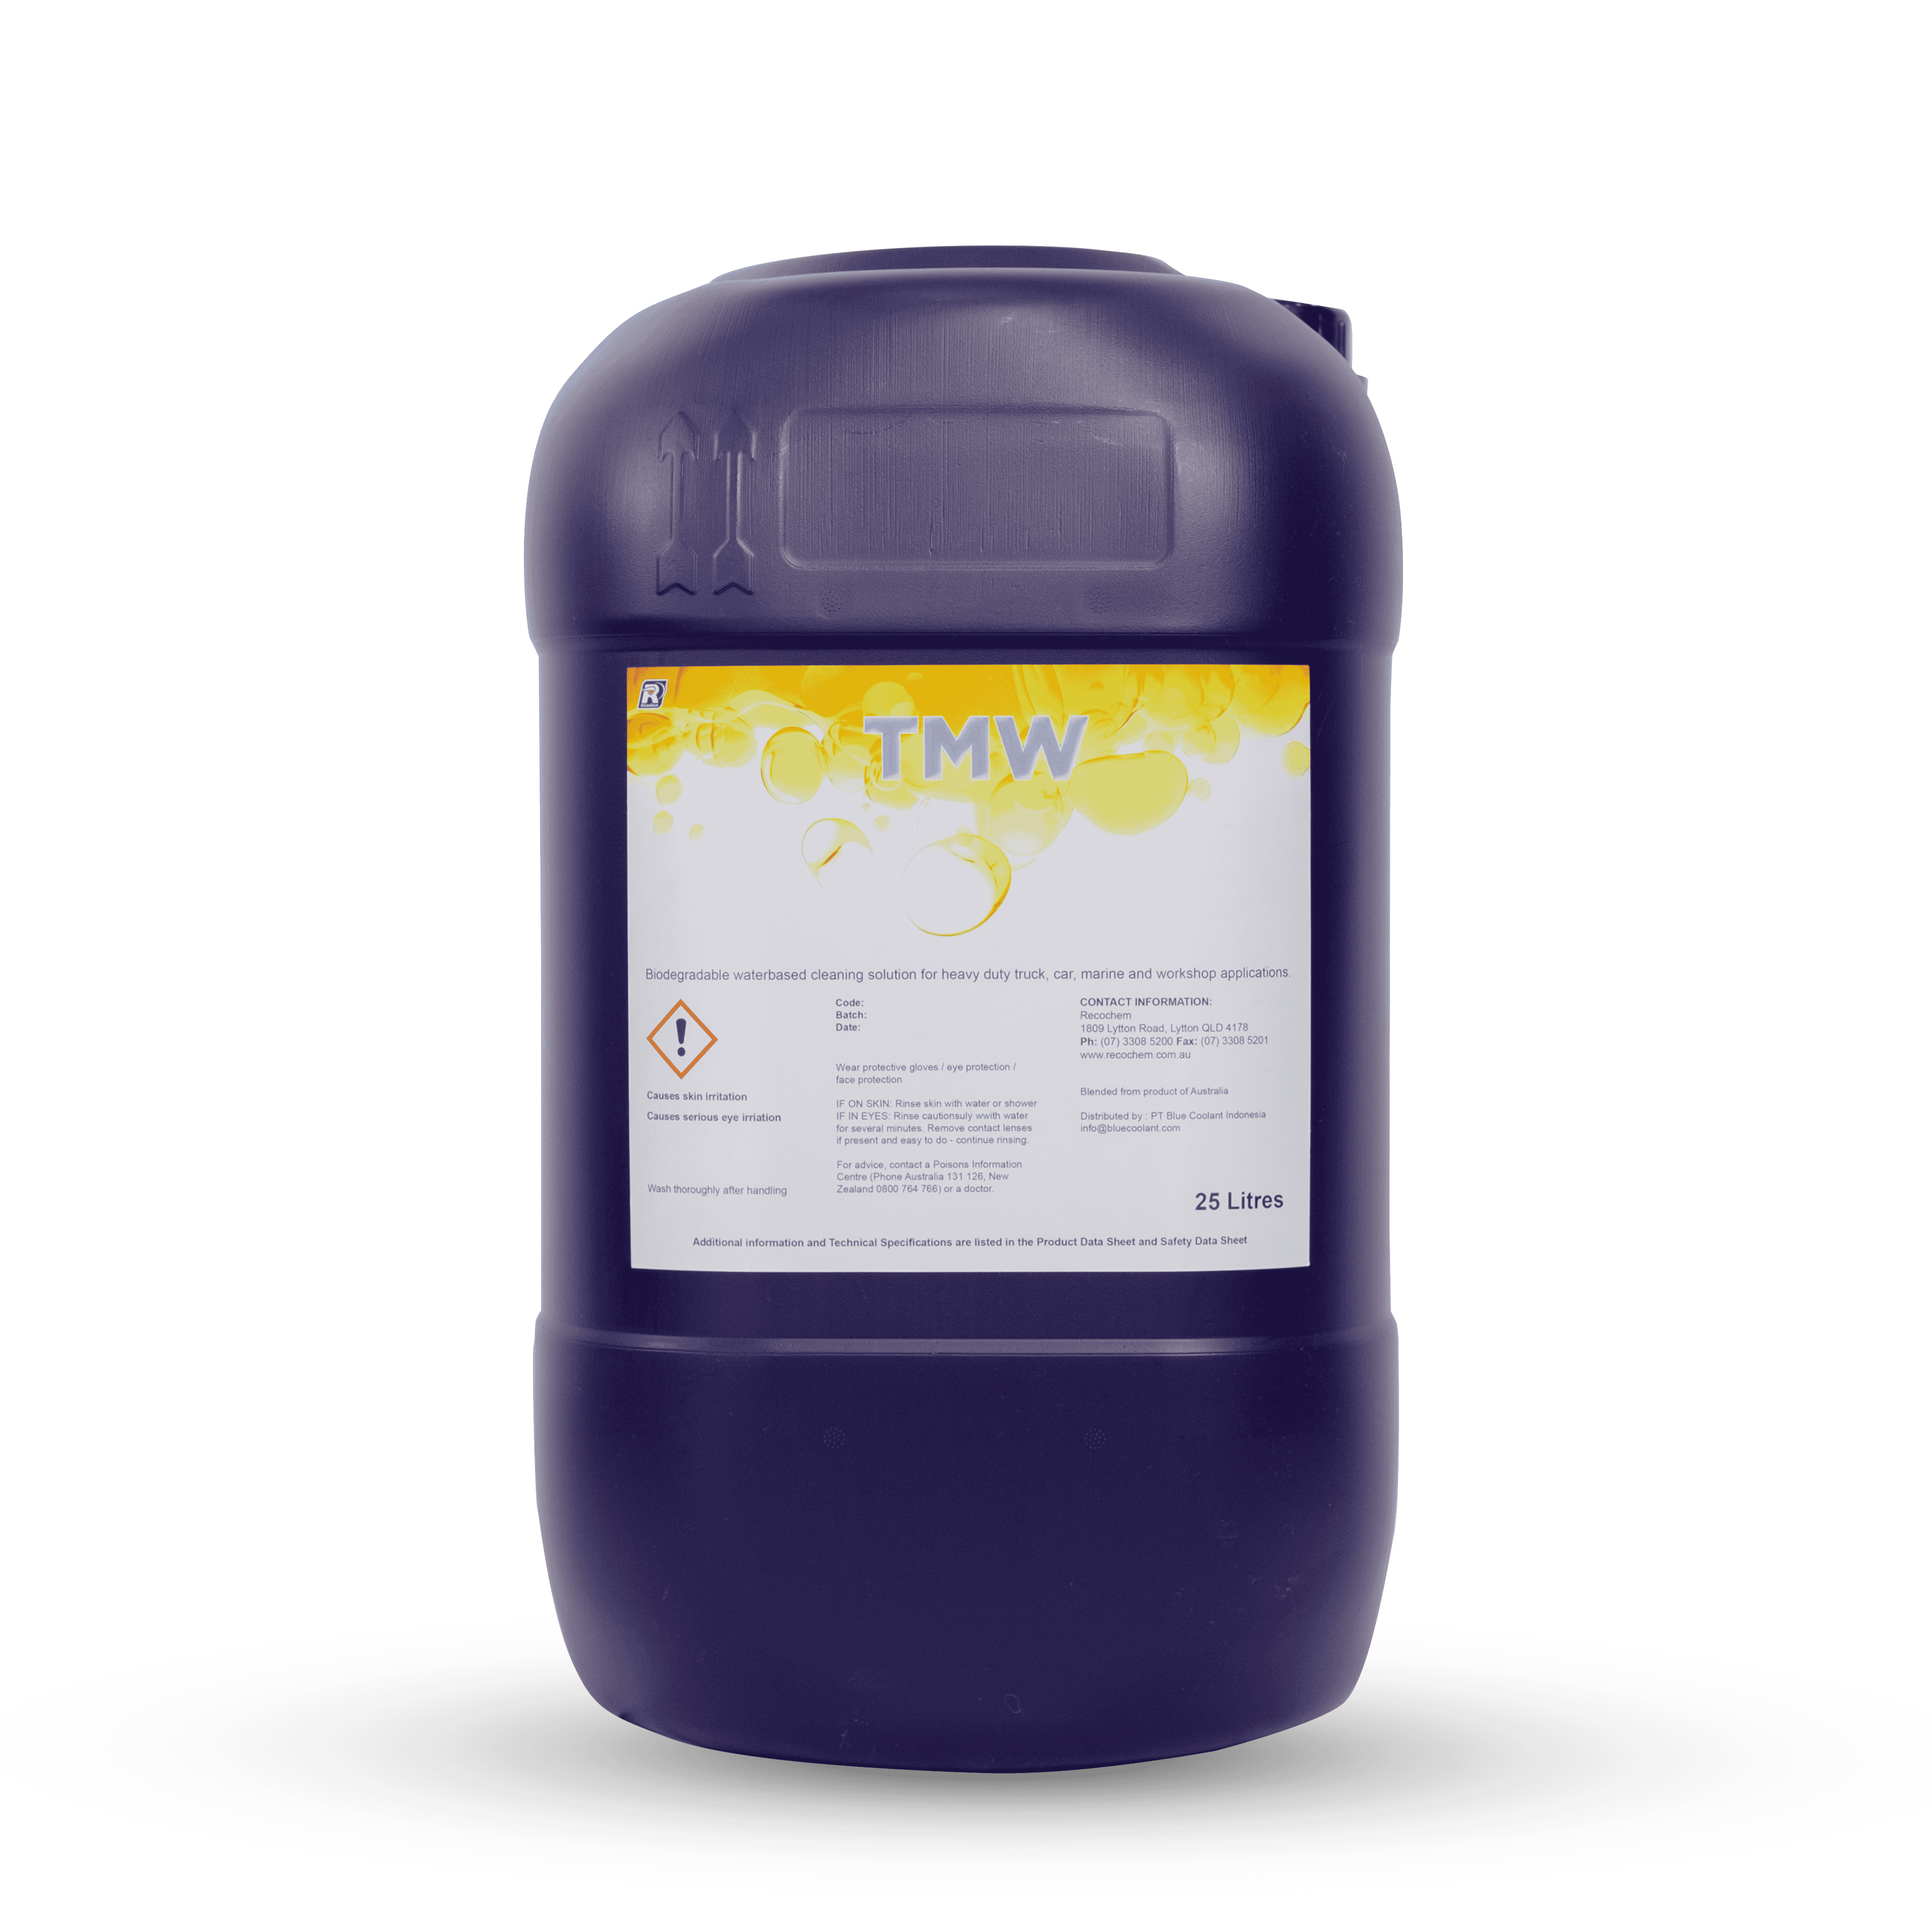 R
TMW
Biodegradable waterbased cleaning solution for heavy duty truck, car, marine and workshop applications.
Causes skin irritation
Causes serious eye irriation
Wash thoroughly after handling
Code:
Batch:
Date:
Wear protective gloves / eye protection /
face protection
IF ON SKIN: Rinse skin with water or shower
IF IN EYES: Rinse cautionsuly wwith water
for several minutes. Remove contact lenses
if present and easy to do - continue rinsing.
For advice, contact a Poisons Information
Centre (Phone Australia 131 126, New
Zealand 0800 764 766) or a doctor.
CONTACT INFORMATION:
Recochem
1809 Lytton Road, Lytton QLD 4178
Ph: (07) 3308 5200 Fax: (07) 3308 5201
www.recochem.com.au
Blended from product of Australia
Distributed by : PT Blue Coolant Indonesia
info@bluecoolant.com
25 Litres
Additional information and Technical Specifications are listed in the Product Data Sheet and Safety Data Sheet